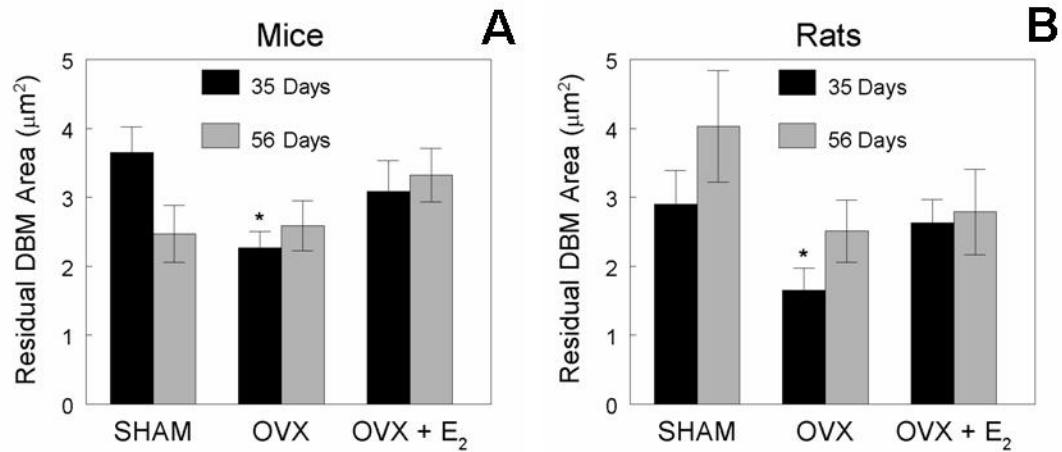 Mice
A
Residual DBM Area (μm²)
5
4
3
2
1
0
35 Days
56 Days
*
SHAM
OVX
OVX + E₂
Rats
B
Residual DBM Area (μm²)
5
4
3
2
1
0
35 Days
56 Days
*
SHAM
OVX
OVX + E₂